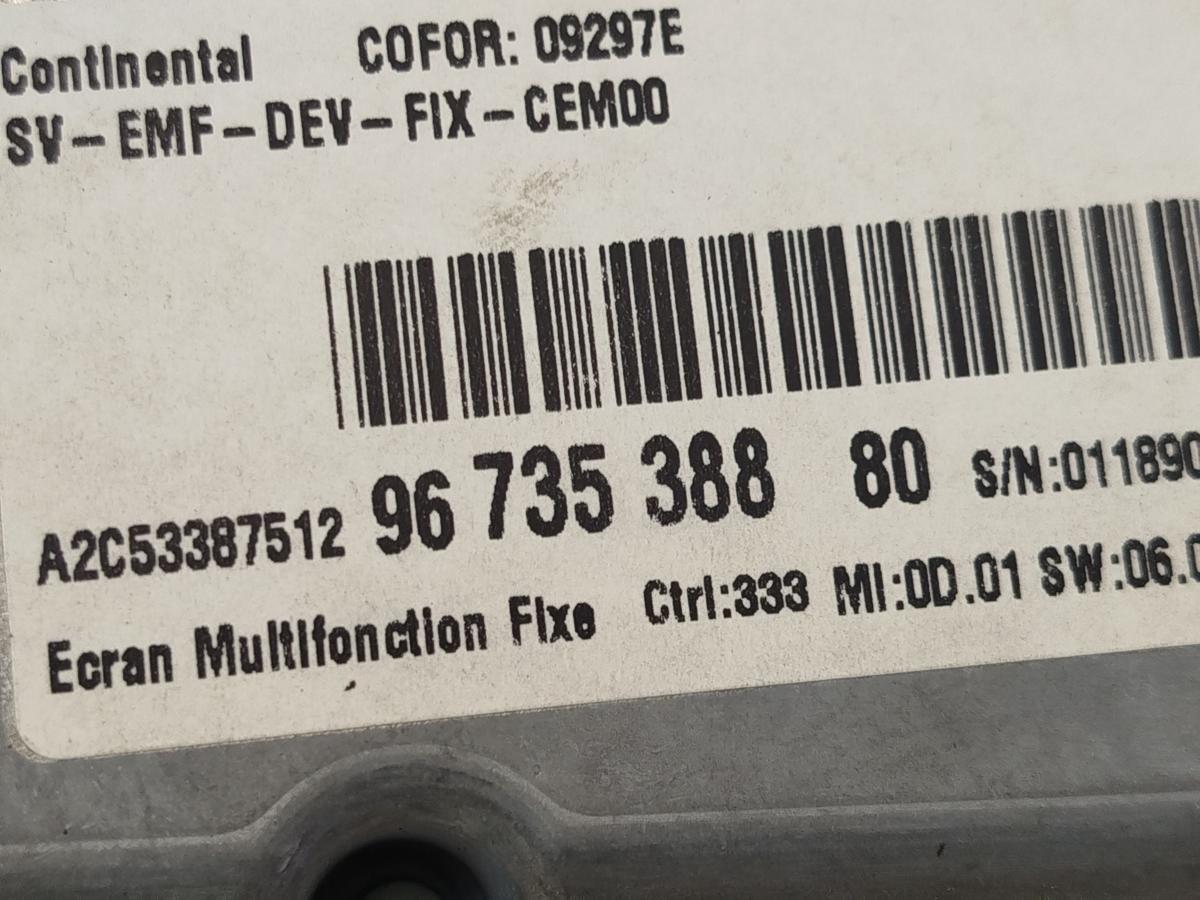 Continental COFOR: 09297E
SV-EMF-DEV-FIX-CEM00
A2C53387512 96 735 388 80 S/N:011890
Ecran Multifonction Fixe Ctrl:333 MI:0D.01 SW:06.0